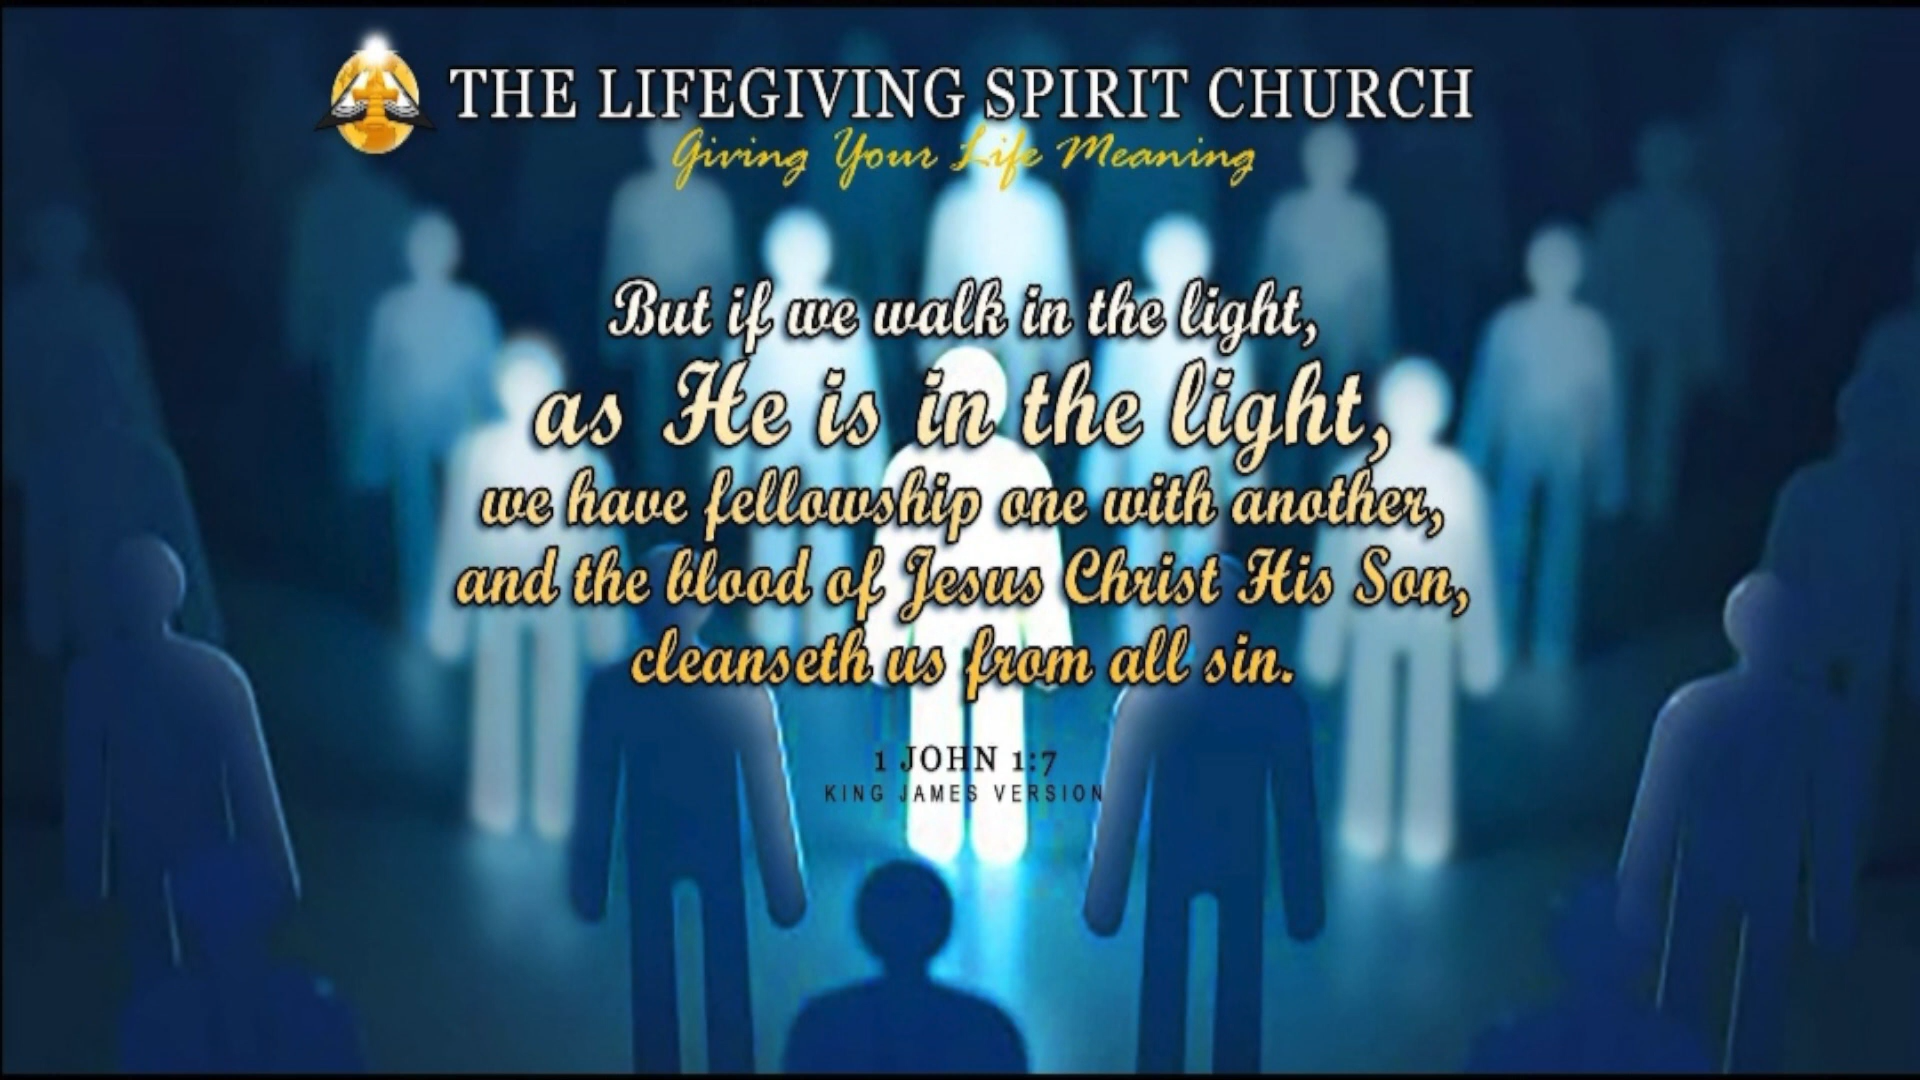 THE LIFEGIVING SPIRIT CHURCH
Giving Your Life Meaning
But if we walk in the light,
as He is in the light,
we have fellowship one with another,
and the blood of Jesus Christ His Son,
cleanseth us from all sin.
1 JOHN 1:7
KING JAMES VERSION